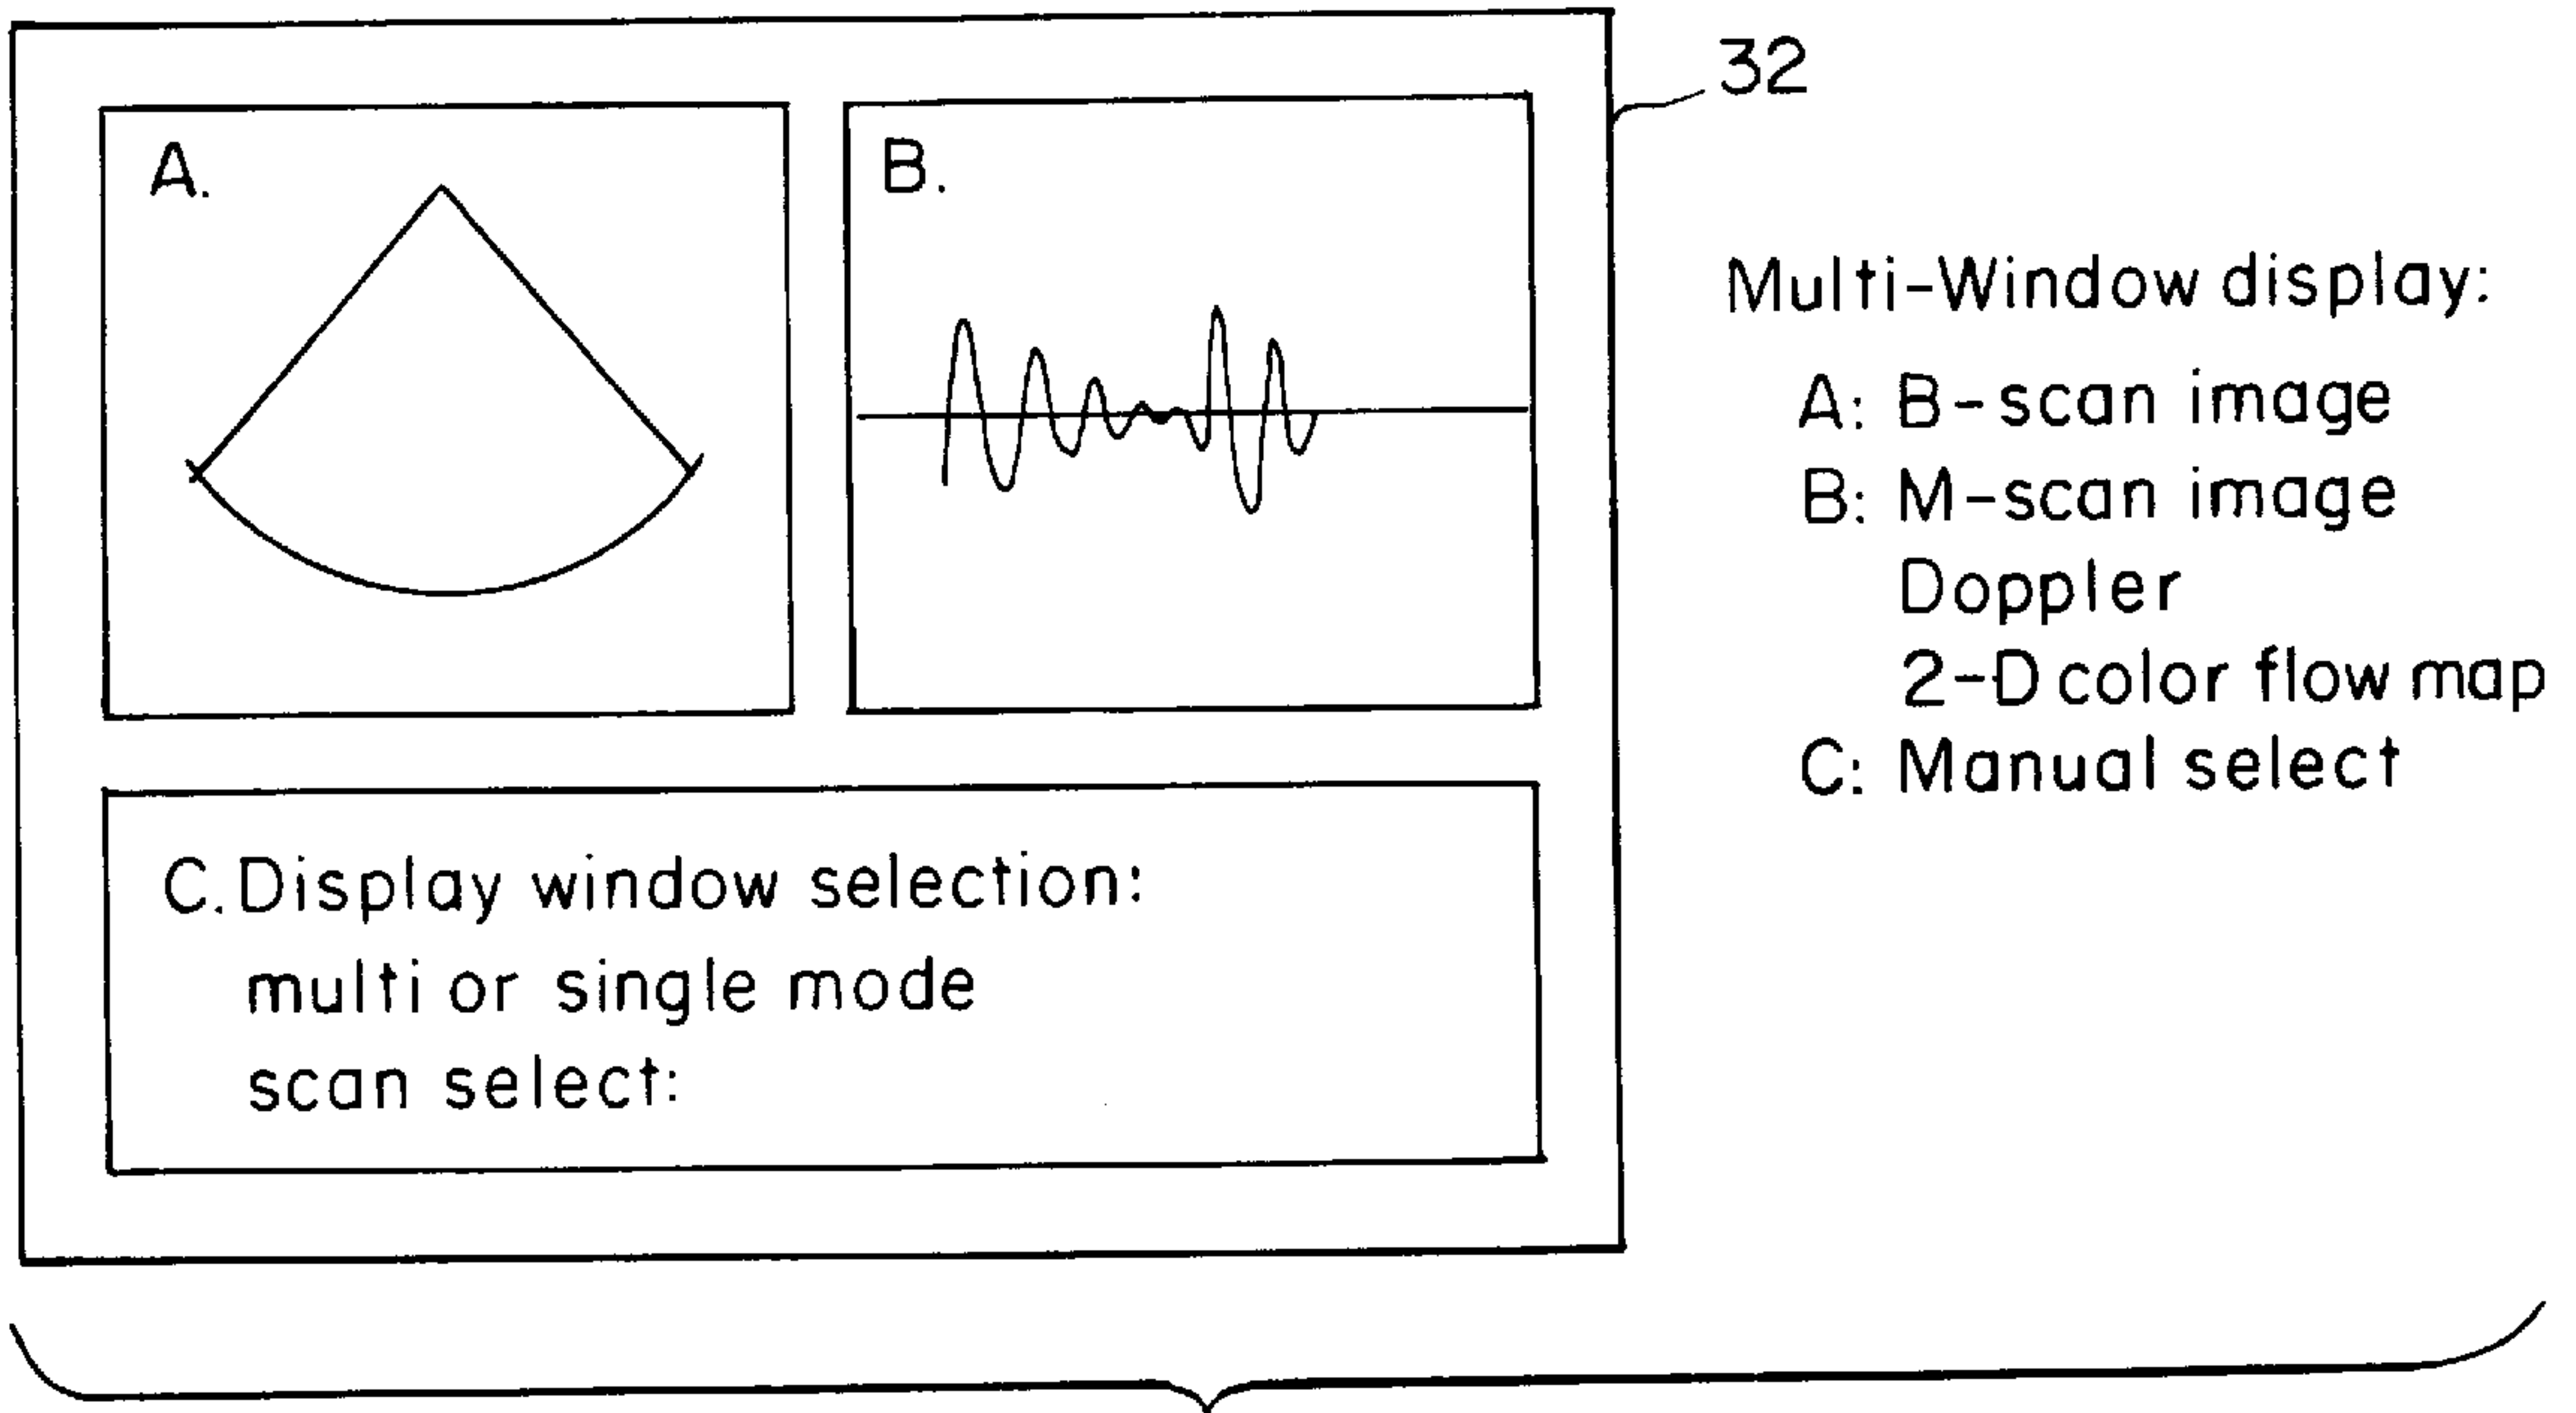 32
A.
B.
Multi-Window display:
A: B-scan image
B: M-scan image
Doppler
2-D color flow map
C: Manual select
C. Display window selection:
multi or single mode
scan select: